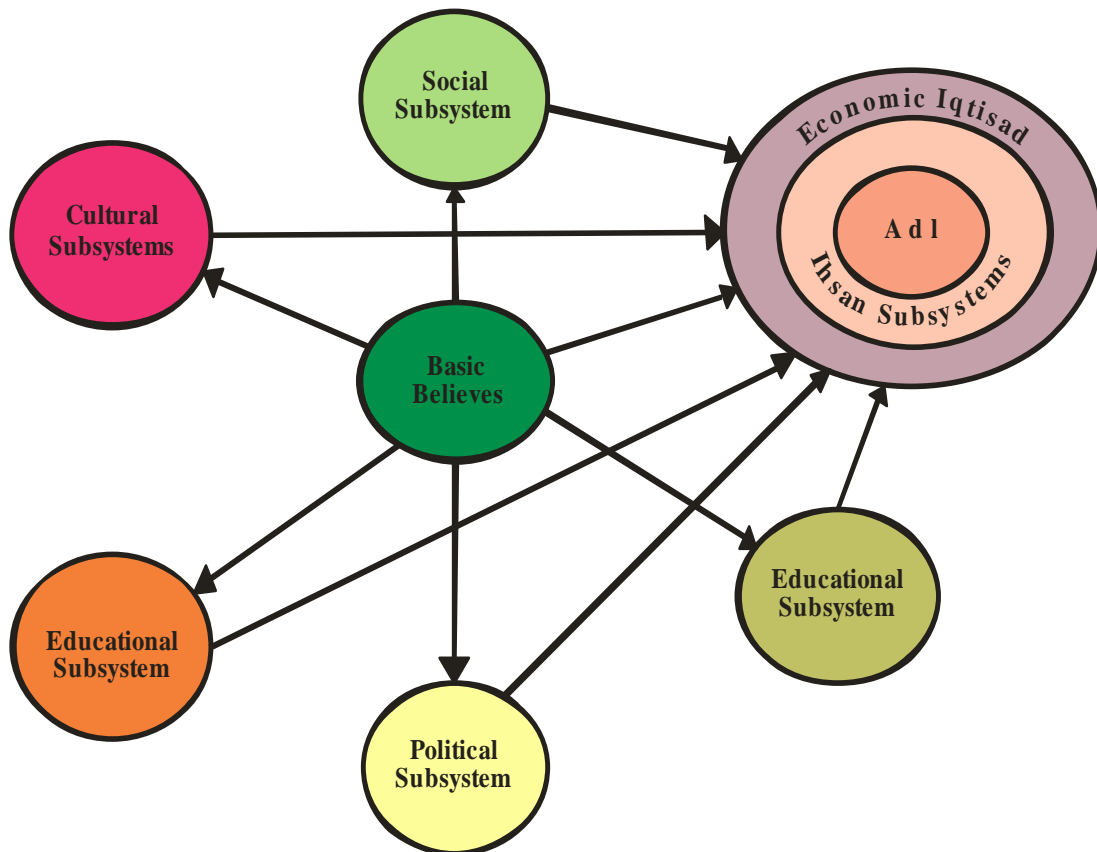 Social
Subsystem
Economic Iqtisad
Cultural
Subsystems
Adl
Ihsan Subsystems
Basic
Believes
Educational
Subsystem
Educational
Subsystem
Political
Subsystem